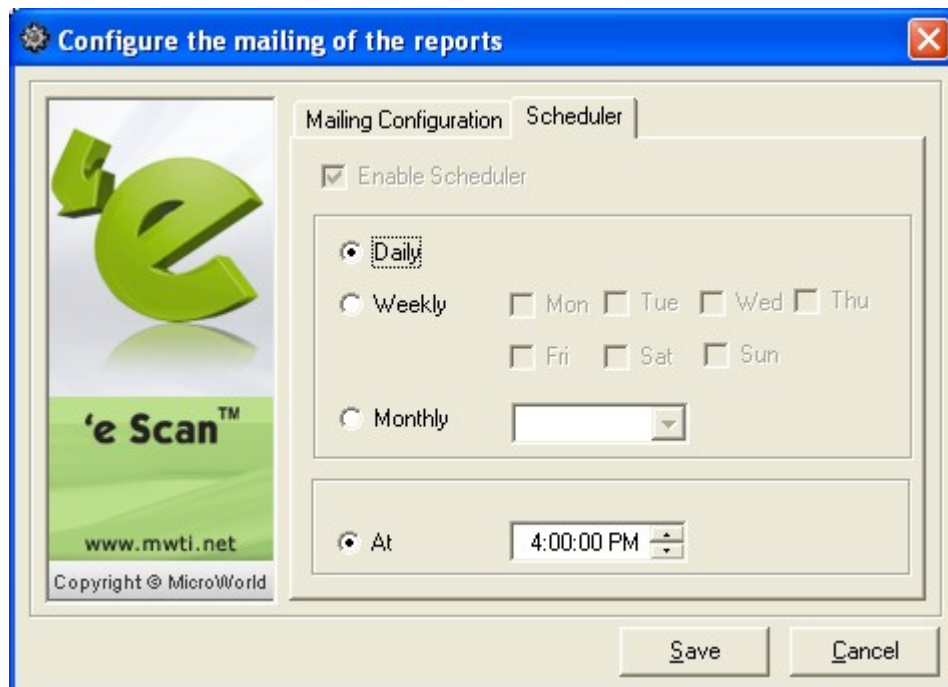 Configure the mailing of the reports
Mailing Configuration Scheduler
Enable Scheduler
Daily
Weekly Mon Tue Wed Thu
Fri Sat Sun
Monthly
At 4:00:00 PM
‘e Scan™
www.mwti.net
Copyright © MicroWorld
Save Cancel